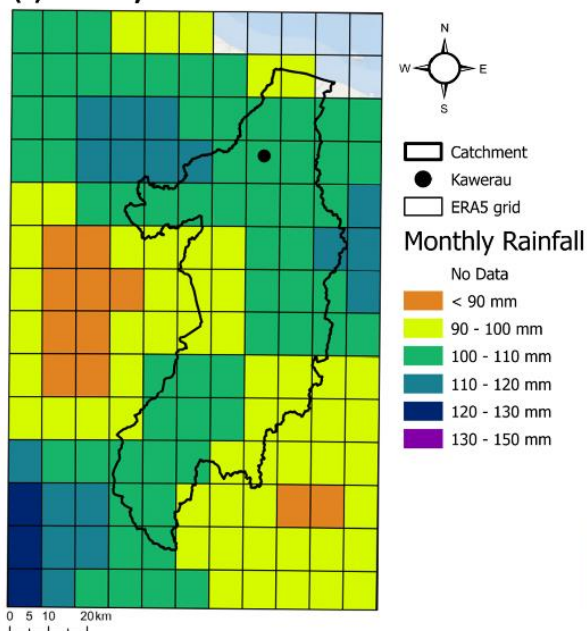 N
W E
S
Catchment
Kawerau
ERA5 grid
Monthly Rainfall
No Data
< 90 mm
90 - 100 mm
100 - 110 mm
110 - 120 mm
120 - 130 mm
130 - 150 mm
0 5 10 20km